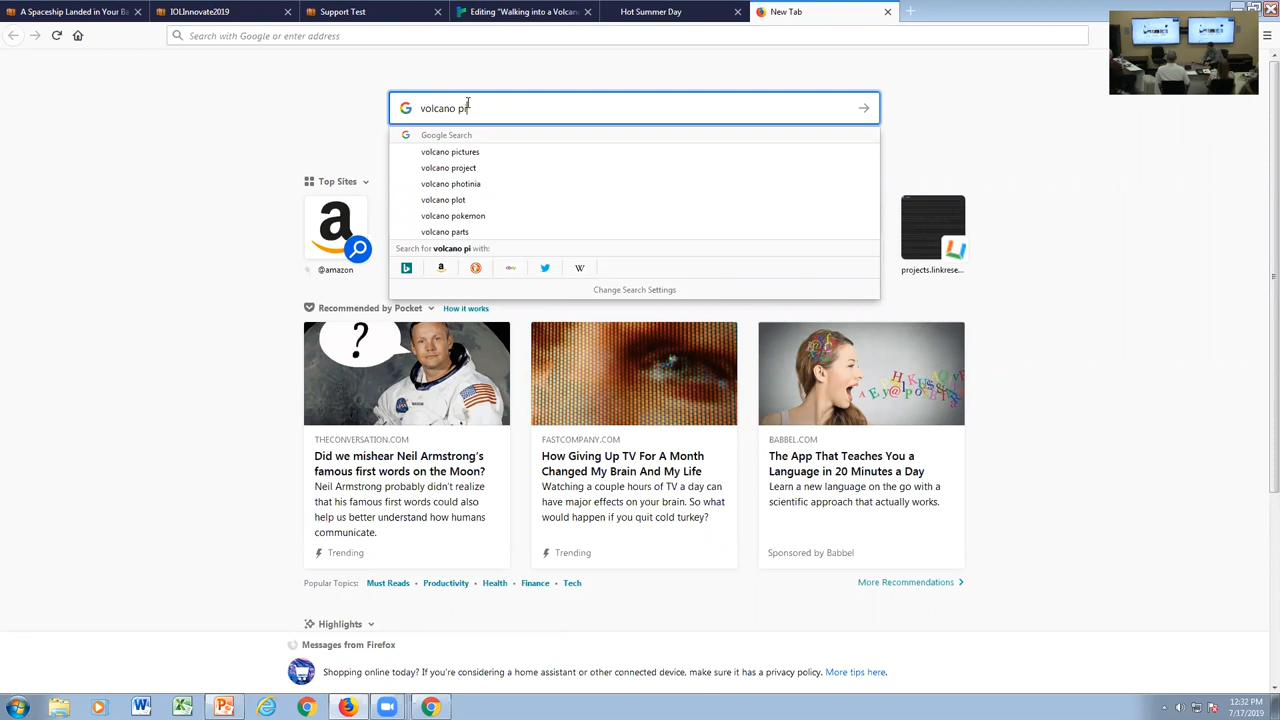 A Spaceship Landed in Your Ba
IOLInnovate2019
Support Test
Editing "Walking into a Volcan
Hot Summer Day
New Tab
Search with Google or enter address
volcano pi
Google Search
volcano pictures
volcano project
volcano photinia
volcano plot
volcano pokemon
volcano parts
Search for volcano pi with:
Change Search Settings
Top Sites
@amazon
projects.linkrese...
Recommended by Pocket
How it works
THECONVERSATION.COM
Did we mishear Neil Armstrong's
famous first words on the Moon?
Neil Armstrong probably didn't realize
that his famous first words could also
help us better understand how humans
communicate.
Trending
FASTCOMPANY.COM
How Giving Up TV For A Month
Changed My Brain And My Life
Watching a couple hours of TV a day can
have major effects on your brain. So what
would happen if you quit cold turkey?
Trending
BABBEL.COM
The App That Teaches You a
Language in 20 Minutes a Day
Learn a new language on the go with a
scientific approach that actually works.
Sponsored by Babbel
Popular Topics: Must Reads • Productivity • Health • Finance • Tech
More Recommendations
Highlights
Messages from Firefox
Shopping online today? If you're considering a home assistant or other connected device, make sure it has a privacy policy. More tips here.
12:32 PM
7/17/2019